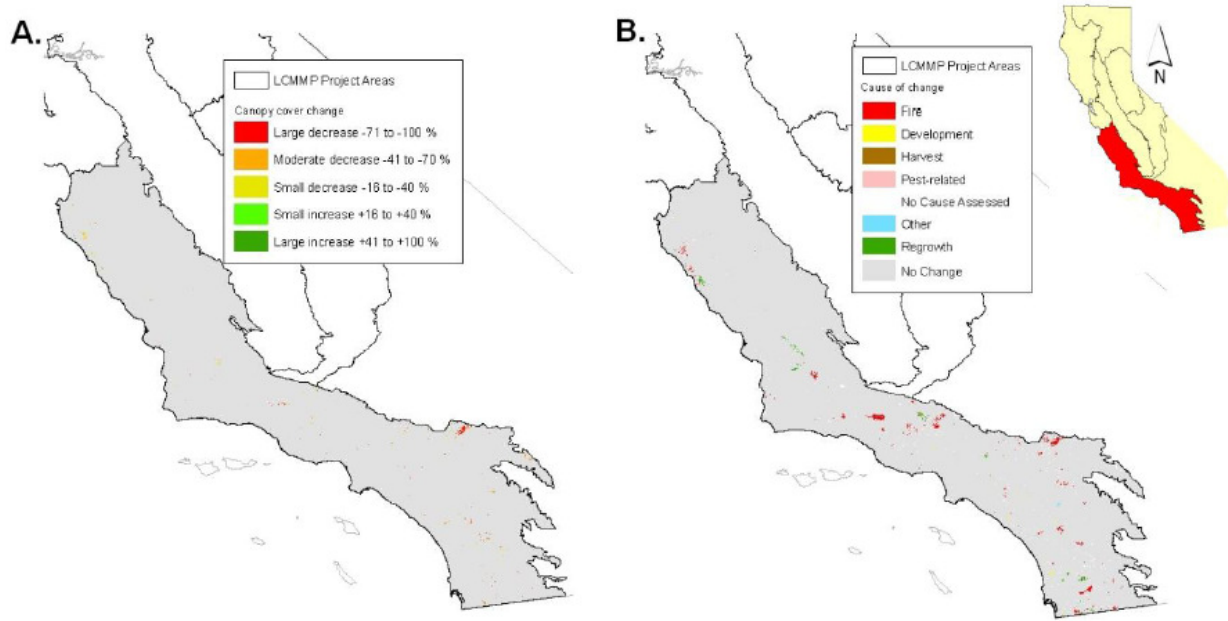 A.
LCMMP Project Areas
Canopy cover change
Large decrease -71 to -100 %
Moderate decrease -41 to -70 %
Small decrease -16 to -40 %
Small increase +16 to +40 %
Large increase +41 to +100 %
B.
LCMMP Project Areas
Cause of change
Fire
Development
Harvest
Pest-related
No Cause Assessed
Other
Regrowth
No Change
N